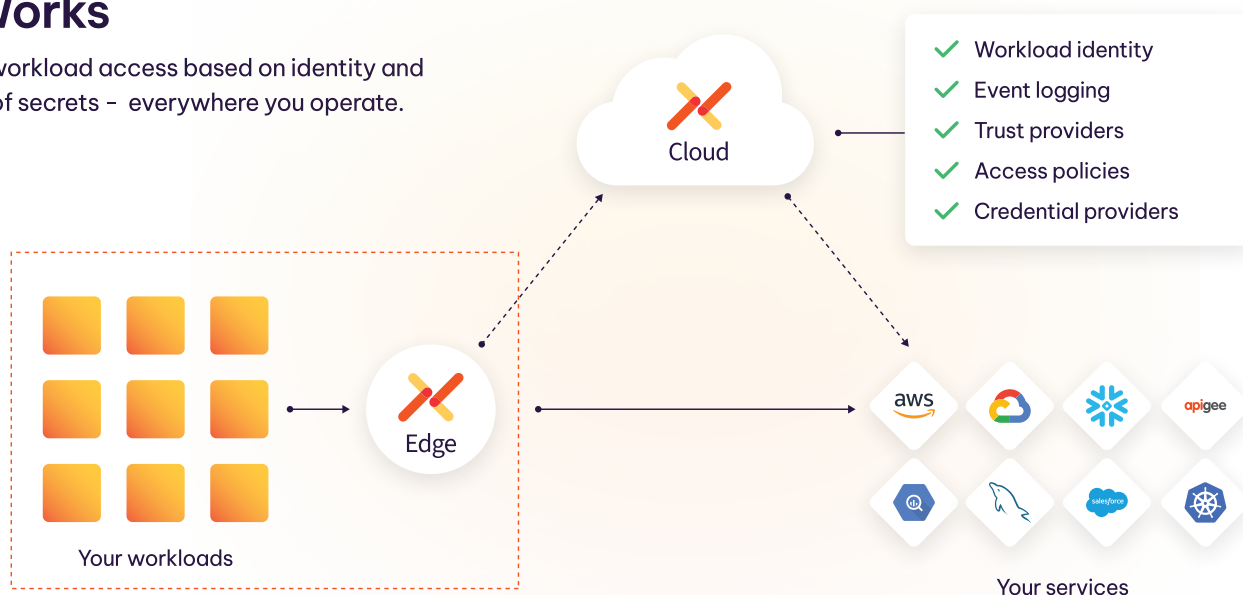 Works
workload access based on identity and
of secrets - everywhere you operate.
Cloud
Workload identity
Event logging
Trust providers
Access policies
Credential providers
Edge
Your workloads
aws
apigee
salesforce
Your services